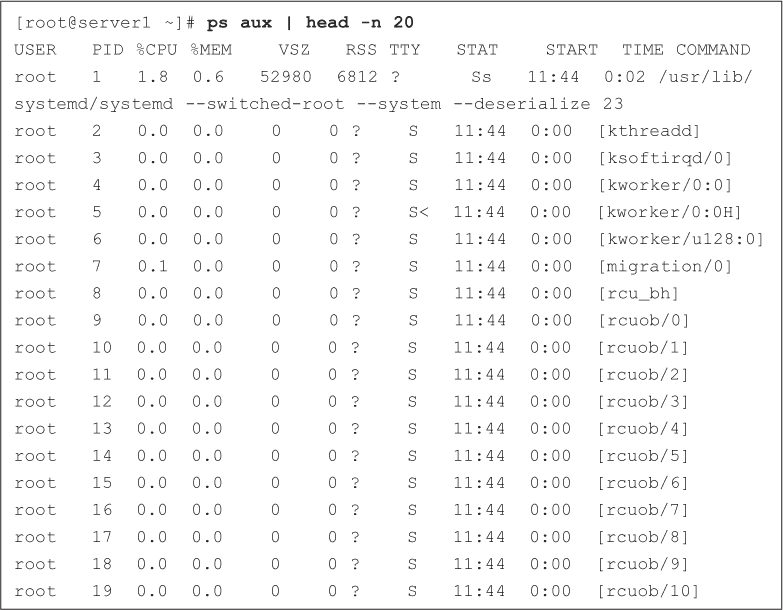 [root@server1 ~]# ps aux | head -n 20
USER PID %CPU %MEM VSZ RSS TTY STAT START TIME COMMAND
root 1 1.8 0.6 52980 6812 ? Ss 11:44 0:02 /usr/lib/
systemd/systemd --switched-root --system --deserialize 23
root 2 0.0 0.0 0 0 ? S 11:44 0:00 [kthreadd]
root 3 0.0 0.0 0 0 ? S 11:44 0:00 [ksoftirqd/0]
root 4 0.0 0.0 0 0 ? S 11:44 0:00 [kworker/0:0]
root 5 0.0 0.0 0 0 ? S< 11:44 0:00 [kworker/0:0H]
root 6 0.0 0.0 0 0 ? S 11:44 0:00 [kworker/u128:0]
root 7 0.1 0.0 0 0 ? S 11:44 0:00 [migration/0]
root 8 0.0 0.0 0 0 ? S 11:44 0:00 [rcu_bh]
root 9 0.0 0.0 0 0 ? S 11:44 0:00 [rcuob/0]
root 10 0.0 0.0 0 0 ? S 11:44 0:00 [rcuob/1]
root 11 0.0 0.0 0 0 ? S 11:44 0:00 [rcuob/2]
root 12 0.0 0.0 0 0 ? S 11:44 0:00 [rcuob/3]
root 13 0.0 0.0 0 0 ? S 11:44 0:00 [rcuob/4]
root 14 0.0 0.0 0 0 ? S 11:44 0:00 [rcuob/5]
root 15 0.0 0.0 0 0 ? S 11:44 0:00 [rcuob/6]
root 16 0.0 0.0 0 0 ? S 11:44 0:00 [rcuob/7]
root 17 0.0 0.0 0 0 ? S 11:44 0:00 [rcuob/8]
root 18 0.0 0.0 0 0 ? S 11:44 0:00 [rcuob/9]
root 19 0.0 0.0 0 0 ? S 11:44 0:00 [rcuob/10]